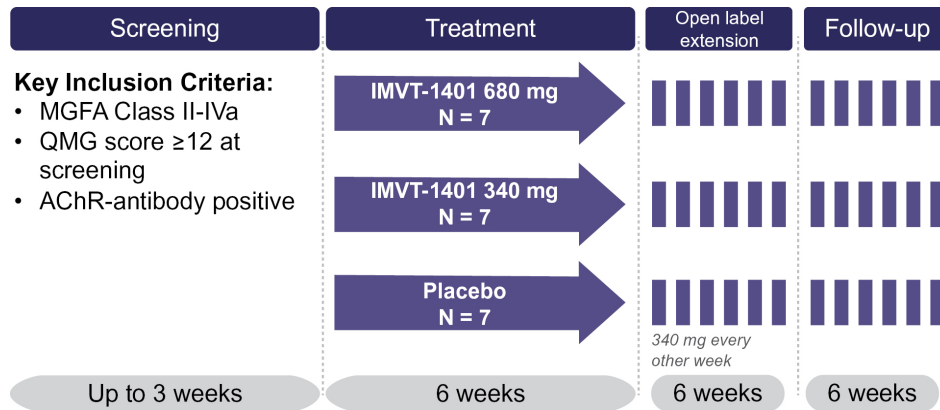 Screening
Treatment
Open label
extension
Follow-up
Key Inclusion Criteria:
• MGFA Class II-IVa
• QMG score ≥12 at
screening
• AChR-antibody positive
IMVT-1401 680 mg
N = 7
IMVT-1401 340 mg
N = 7
Placebo
N = 7
340 mg every
other week
Up to 3 weeks
6 weeks
6 weeks
6 weeks